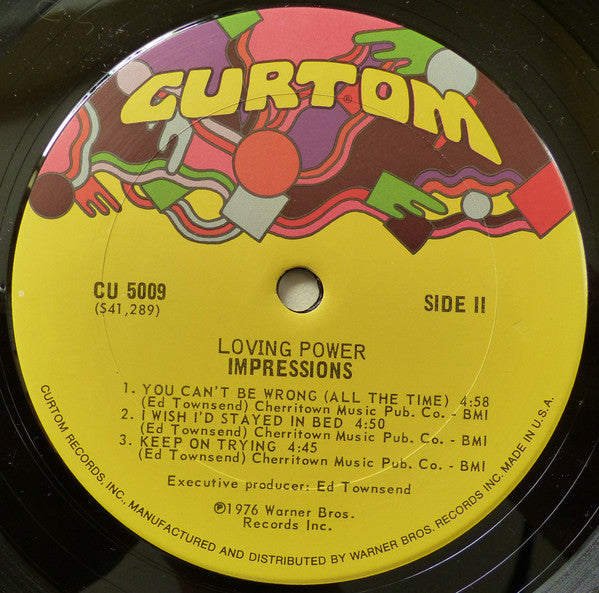 CURTOM
®
CU 5009
SIDE II
(S41,289)
LOVING POWER
IMPRESSIONS
1. YOU CAN'T BE WRONG (ALL THE TIME) 4:58
(Ed Townsend) Cherritown Music Pub. Co. - BMI
2. I WISH I'D STAYED IN BED 4:50
(Ed Townsend) Cherritown Music Pub. Co. - BMI
3. KEEP ON TRYING 4:45
(Ed Townsend) Cherritown Music Pub. Co. - BMI
Executive producer: Ed Townsend
℗1976 Warner Bros.
Records Inc.
CURTOM RECORDS, INC., MANUFACTURED AND DISTRIBUTED BY WARNER BROS. RECORDS INC. MADE IN U.S.A.